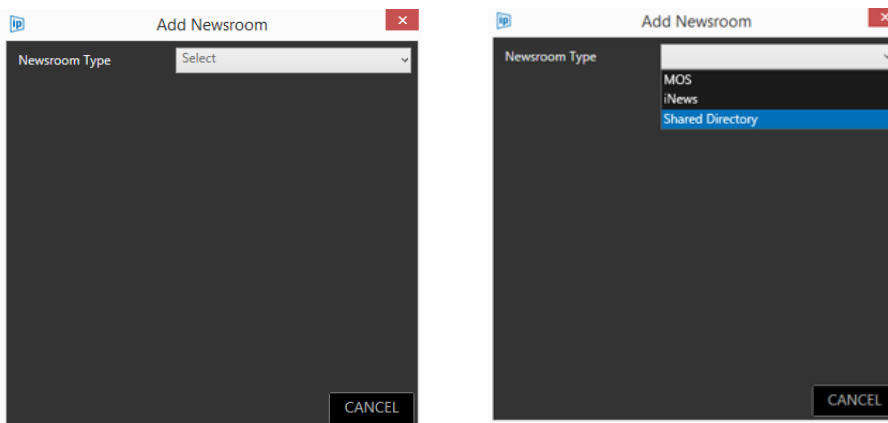 ip Add Newsroom
Newsroom Type Select
CANCEL
ip Add Newsroom
Newsroom Type
MOS
iNews
Shared Directory
CANCEL